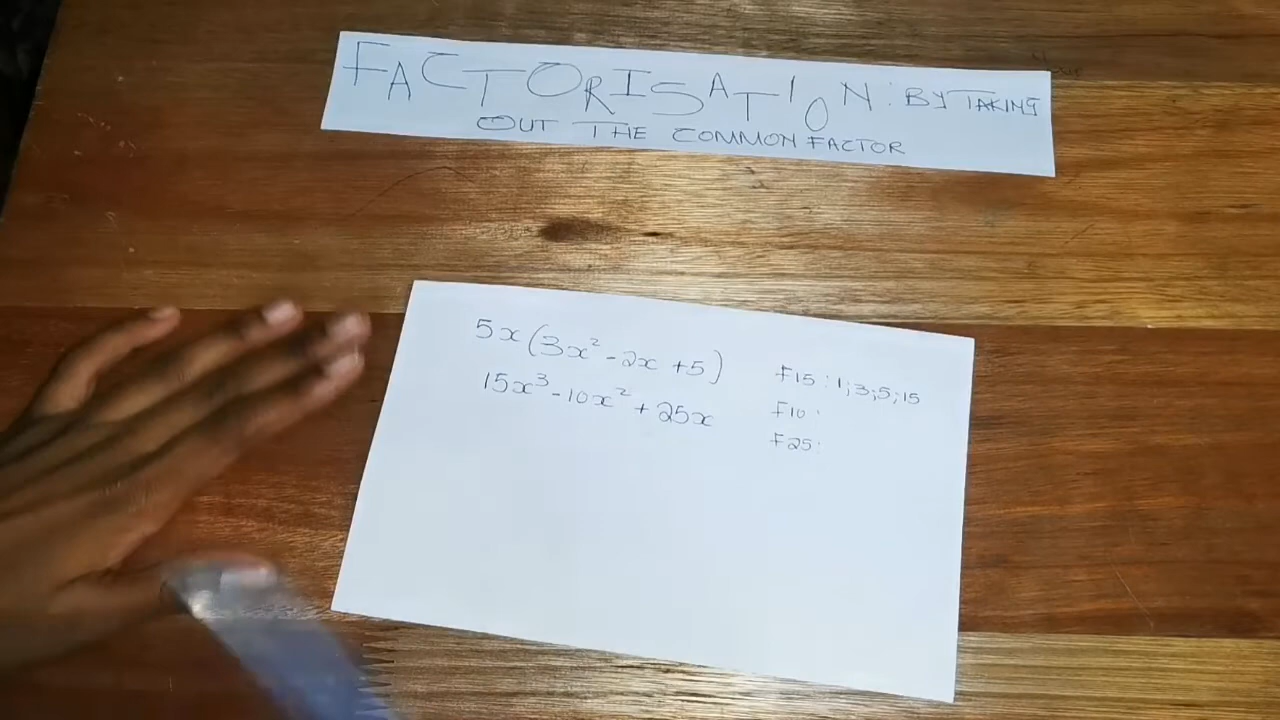 FACTORISATION: BY TAKING
OUT THE COMMON FACTOR
5x(3x² - 2x + 5)
15x³ - 10x² + 25x
F15: 1;3;5;15
F10:
F25: